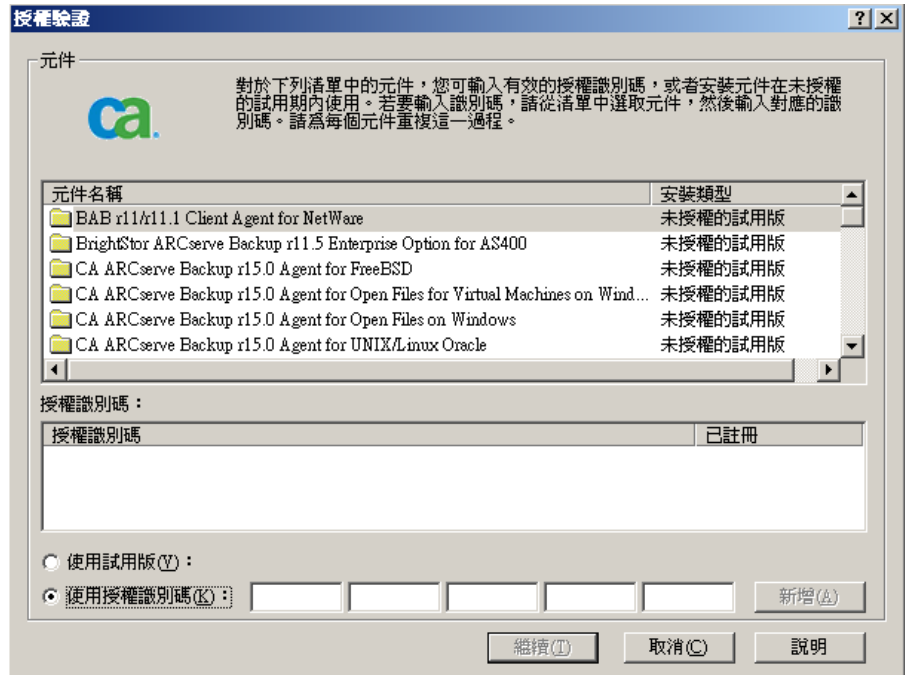 授權驗證
元件
ca.
對於下列清單中的元件，您可輸入有效的授權識別碼，或者安裝元件在未授權
的試用期內使用。若要輸入識別碼，請從清單中選取元件，然後輸入對應的識
別碼。請為每個元件重複這一過程。
元件名稱 安裝類型
BAB r11/r11.1 Client Agent for NetWare 未授權的試用版
BrightStor ARCserve Backup r11.5 Enterprise Option for AS400 未授權的試用版
CA ARCserve Backup r15.0 Agent for FreeBSD 未授權的試用版
CA ARCserve Backup r15.0 Agent for Open Files for Virtual Machines on Wind... 未授權的試用版
CA ARCserve Backup r15.0 Agent for Open Files on Windows 未授權的試用版
CA ARCserve Backup r15.0 Agent for UNIX/Linux Oracle 未授權的試用版
授權識別碼：
授權識別碼 已註冊
使用試用版(V)：
使用授權識別碼(K)： 新增(A)
繼續(T) 取消(C) 說明